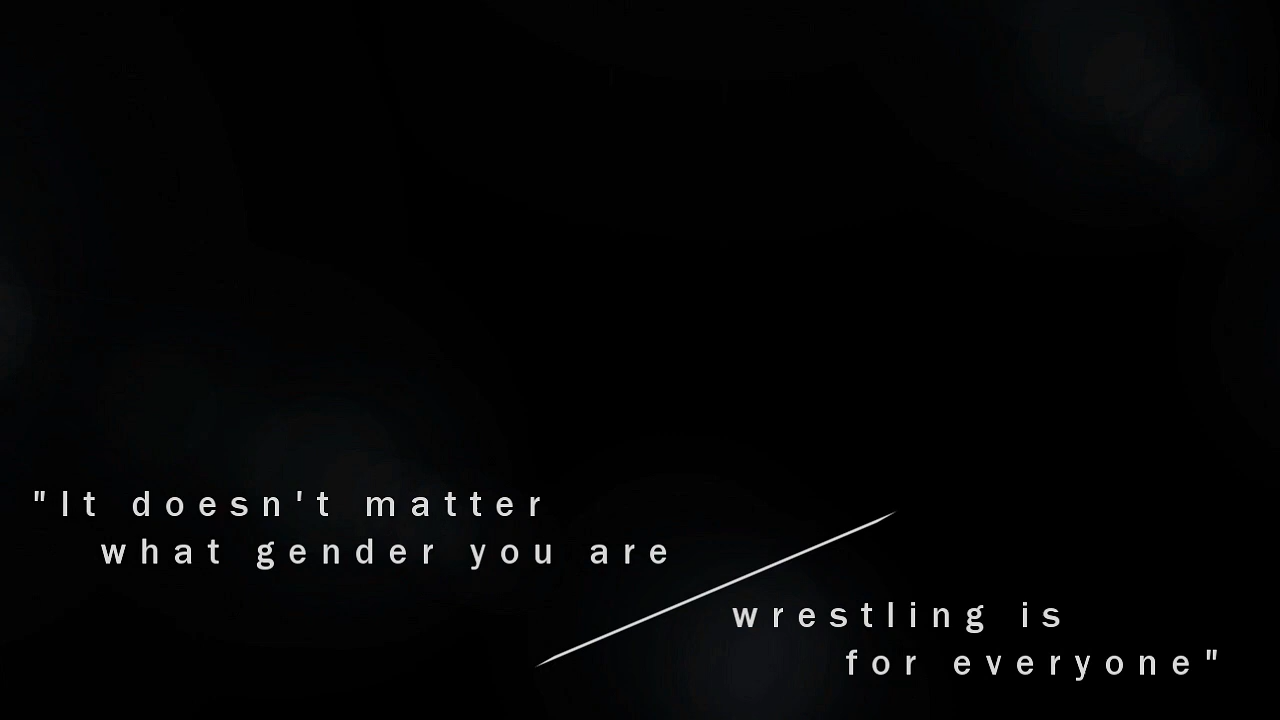 "It doesn't matter
what gender you are
wrestling is
for everyone"